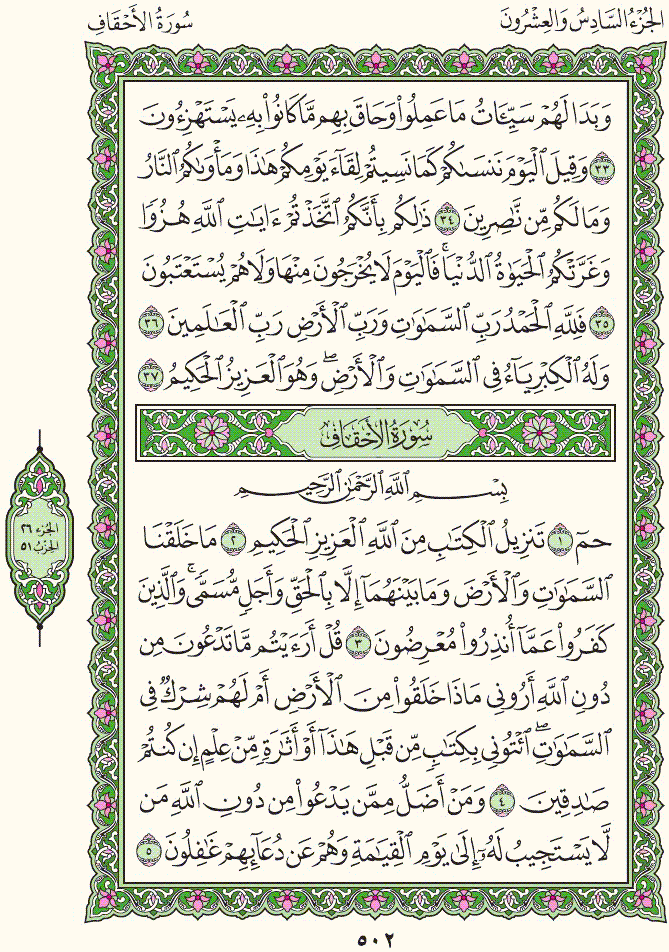 الجُزْءُ السَّادِسُ وَالعِشْرُونَ
سُورَةُ الأَحْقَافِ
وَبَدَا لَهُمْ سَيِّـَٔاتُ مَا عَمِلُوا۟ وَحَاقَ بِهِم مَّا كَانُوا۟ بِهِۦ يَسْتَهْزِءُونَ
٣٣ وَقِيلَ ٱلْيَوْمَ نَنسَىٰكُمْ كَمَا نَسِيتُمْ لِقَآءَ يَوْمِكُمْ هَٰذَا وَمَأْوَىٰكُمُ ٱلنَّارُ
وَمَا لَكُم مِّن نَّٰصِرِينَ ٣٤ ذَٰلِكُم بِأَنَّكُمُ ٱتَّخَذْتُمْ ءَايَٰتِ ٱللَّهِ هُزُوًا
وَغَرَّتْكُمُ ٱلْحَيَوٰةُ ٱلدُّنْيَا ۚ فَٱلْيَوْمَ لَا يُخْرَجُونَ مِنْهَا وَلَا هُمْ يُسْتَعْتَبُونَ
٣٥ فَلِلَّهِ ٱلْحَمْدُ رَبِّ ٱلسَّمَٰوَٰتِ وَرَبِّ ٱلْأَرْضِ رَبِّ ٱلْعَٰلَمِينَ ٣٦
وَلَهُ ٱلْكِبْرِيَآءُ فِى ٱلسَّمَٰوَٰتِ وَٱلْأَرْضِ ۖ وَهُوَ ٱلْعَزِيزُ ٱلْحَكِيمُ ٣٧
سُورَةُ الأَحْقَافِ
بِسْمِ ٱللَّهِ ٱلرَّحْمَٰنِ ٱلرَّحِيمِ
حمٓ ١ تَنزِيلُ ٱلْكِتَٰبِ مِنَ ٱللَّهِ ٱلْعَزِيزِ ٱلْحَكِيمِ ٢ مَا خَلَقْنَا
ٱلسَّمَٰوَٰتِ وَٱلْأَرْضَ وَمَا بَيْنَهُمَآ إِلَّا بِٱلْحَقِّ وَأَجَلٍ مُّسَمًّى ۚ وَٱلَّذِينَ
كَفَرُوا۟ عَمَّآ أُنذِرُوا۟ مُعْرِضُونَ ٣ قُلْ أَرَءَيْتُم مَّا تَدْعُونَ مِن
دُونِ ٱللَّهِ أَرُونِى مَاذَا خَلَقُوا۟ مِنَ ٱلْأَرْضِ أَمْ لَهُمْ شِرْكٌ فِى
ٱلسَّمَٰوَٰتِ ۖ ٱئْتُونِى بِكِتَٰبٍ مِّن قَبْلِ هَٰذَآ أَوْ أَثَٰرَةٍ مِّنْ عِلْمٍ إِن كُنتُمْ
صَٰدِقِينَ ٤ وَمَنْ أَضَلُّ مِمَّن يَدْعُوا۟ مِن دُونِ ٱللَّهِ مَن
لَّا يَسْتَجِيبُ لَهُۥٓ إِلَىٰ يَوْمِ ٱلْقِيَٰمَةِ وَهُمْ عَن دُعَآئِهِمْ غَٰفِلُونَ ٥
الجزء ٢٦
الحزب ٥١
٥٠٢